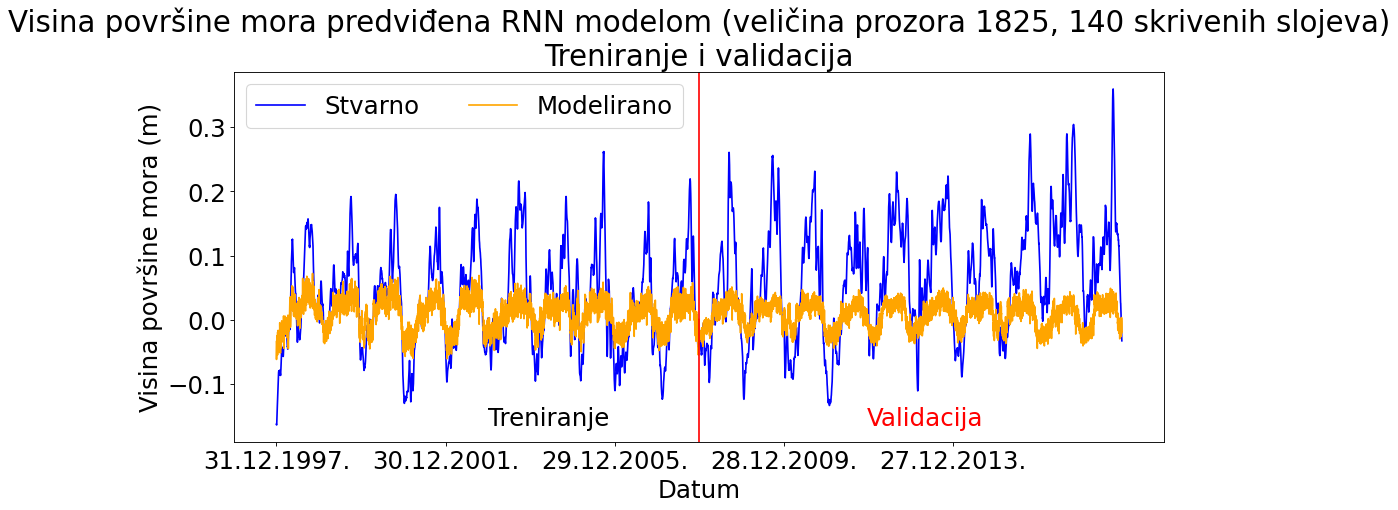 Visina površine mora predviđena RNN modelom (veličina prozora 1825, 140 skrivenih slojeva)
Treniranje i validacija
Stvarno Modelirano
Visina površine mora (m)
0.3
0.2
0.1
0.0
−0.1
Treniranje Validacija
31.12.1997. 30.12.2001. 29.12.2005. 28.12.2009. 27.12.2013.
Datum